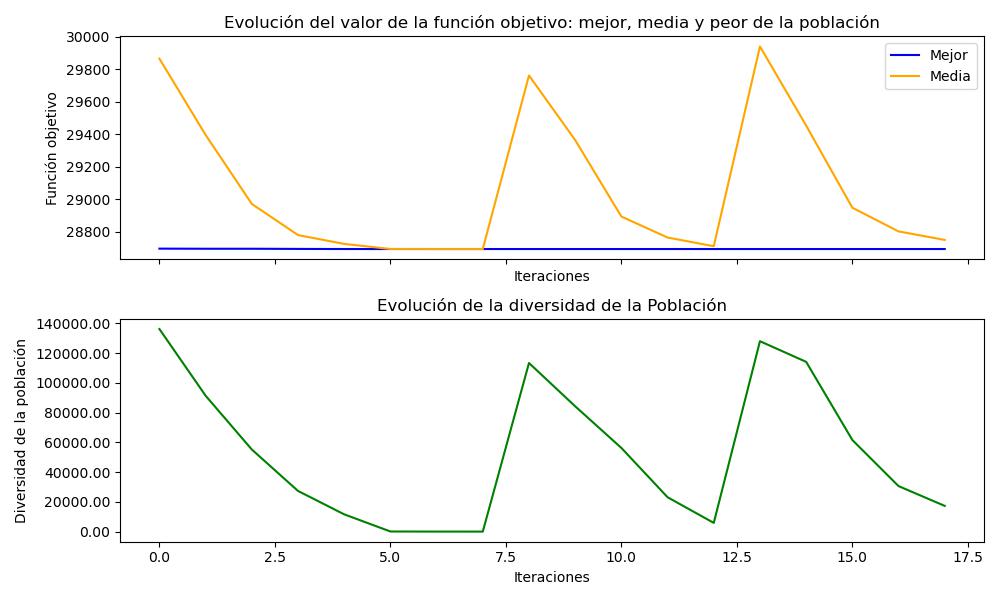 Evolución del valor de la función objetivo: mejor, media y peor de la población
30000
29800
29600
29400
29200
29000
28800
Función objetivo
Mejor
Media
Iteraciones
Evolución de la diversidad de la Población
140000.00
120000.00
100000.00
80000.00
60000.00
40000.00
20000.00
0.00
Diversidad de la población
0.0 2.5 5.0 7.5 10.0 12.5 15.0 17.5
Iteraciones